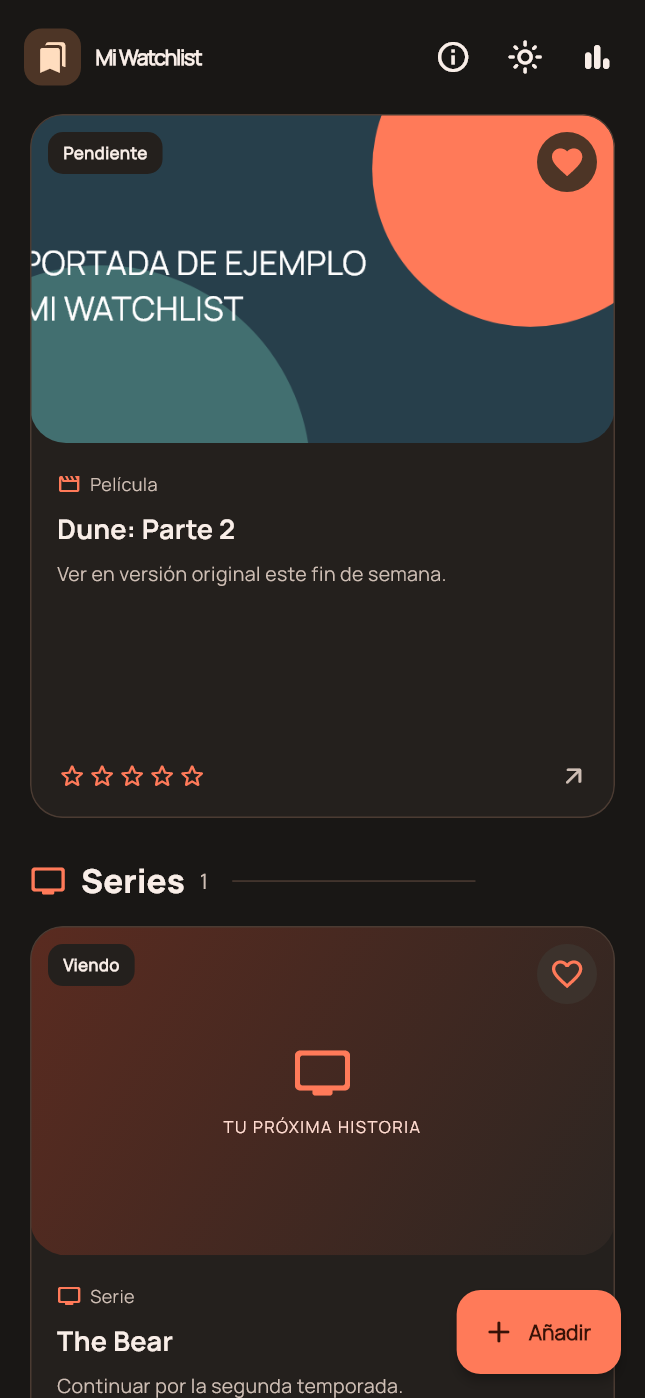 Mi Watchlist
Pendiente
PORTADA DE EJEMPLO
MI WATCHLIST
Película
Dune: Parte 2
Ver en versión original este fin de semana.
Series 1
Viendo
TU PRÓXIMA HISTORIA
Serie
The Bear
Añadir
Continuar por la segunda temporada.